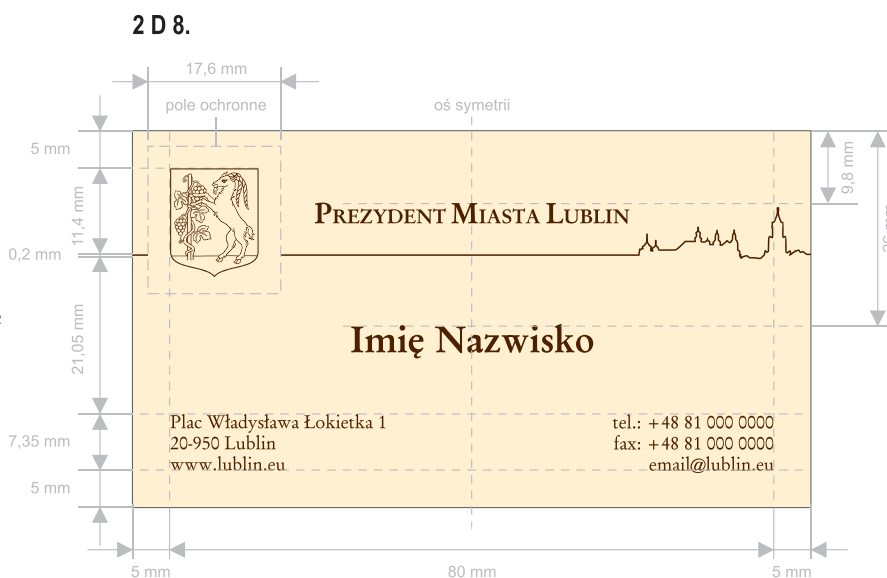 2 D 8.
17,6 mm
pole ochronne
oś symetrii
5 mm
9,8 mm
11,4 mm
PREZYDENT MIASTA LUBLIN
0,2 mm
21,05 mm
Imię Nazwisko
Plac Władysława Łokietka 1
tel.: +48 81 000 0000
7,35 mm
20-950 Lublin
fax: +48 81 000 0000
www.lublin.eu
email@lublin.eu
5 mm
5 mm
80 mm
5 mm